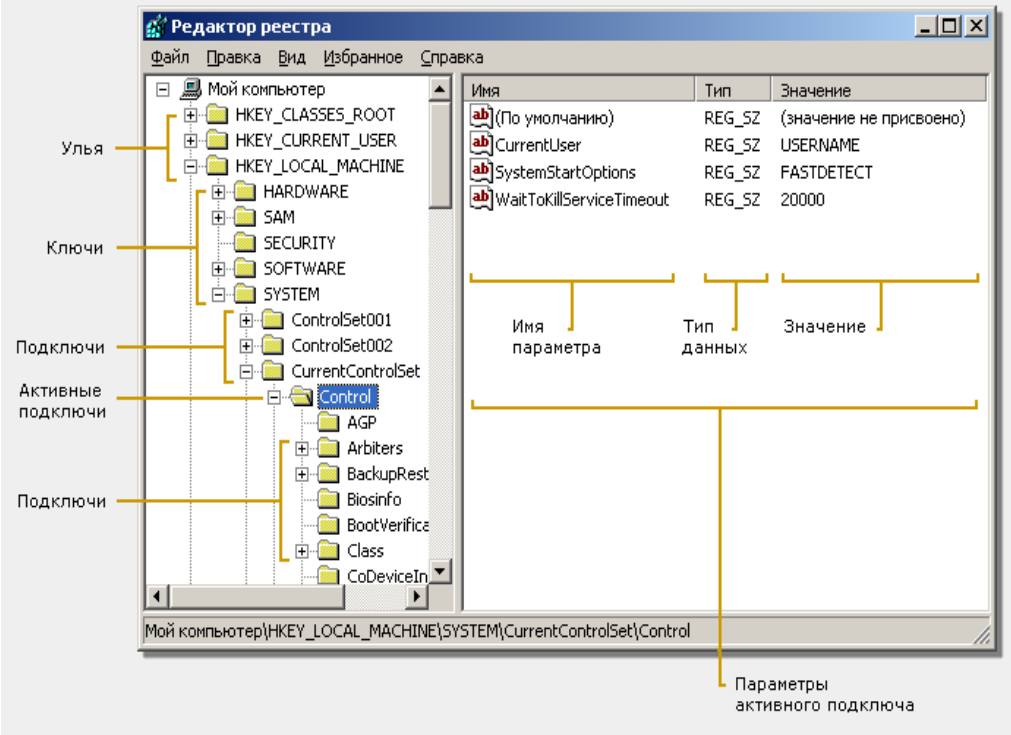 Редактор реестра
Файл Правка Вид Избранное Справка
Мой компьютер
HKEY_CLASSES_ROOT
HKEY_CURRENT_USER
HKEY_LOCAL_MACHINE
HARDWARE
SAM
SECURITY
SOFTWARE
SYSTEM
ControlSet001
ControlSet002
CurrentControlSet
Control
AGP
Arbiters
BackupRest
Biosinfo
BootVerifica
Class
CoDeviceIn
Имя Тип Значение
(По умолчанию) REG_SZ (значение не присвоено)
CurrentUser REG_SZ USERNAME
SystemStartOptions REG_SZ FASTDETECT
WaitToKillServiceTimeout REG_SZ 20000
Улья
Ключи
Подключи
Активные
подключи
Подключи
Имя
параметра
Тип
данных
Значение
Мой компьютер\HKEY_LOCAL_MACHINE\SYSTEM\CurrentControlSet\Control
Параметры
активного подключа